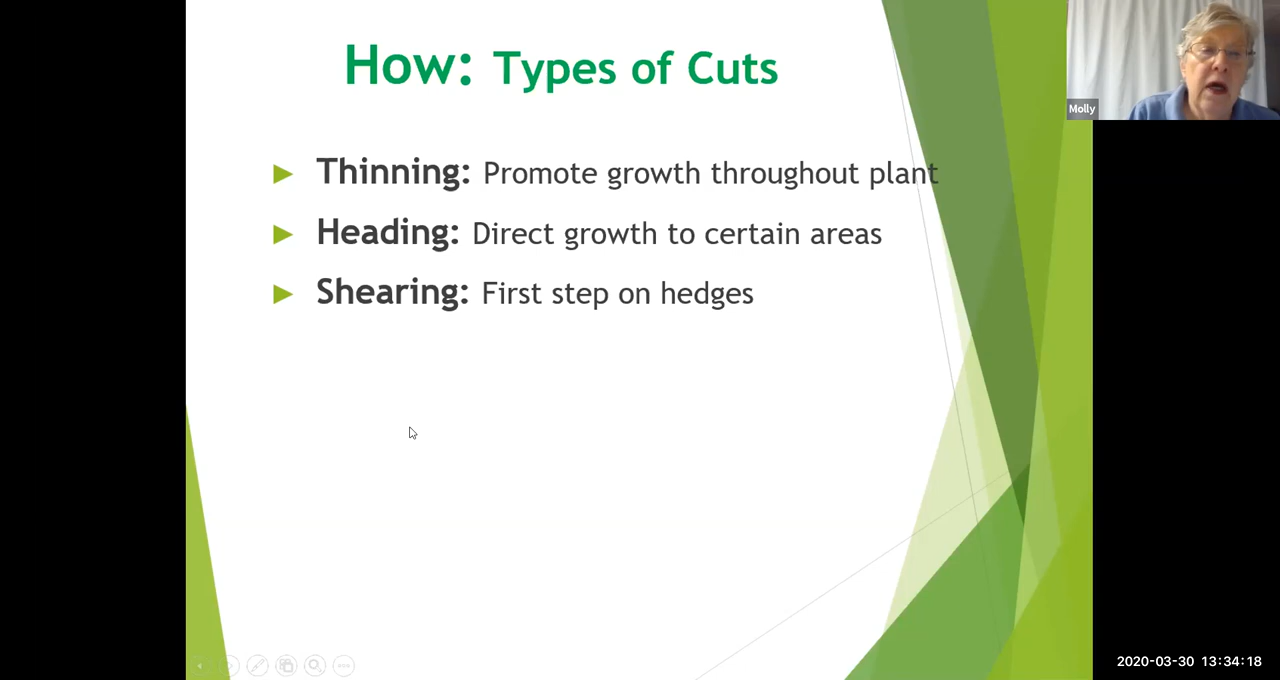 How: Types of Cuts
Molly
► Thinning: Promote growth throughout plant
► Heading: Direct growth to certain areas
► Shearing: First step on hedges
2020-03-30 13:34:18